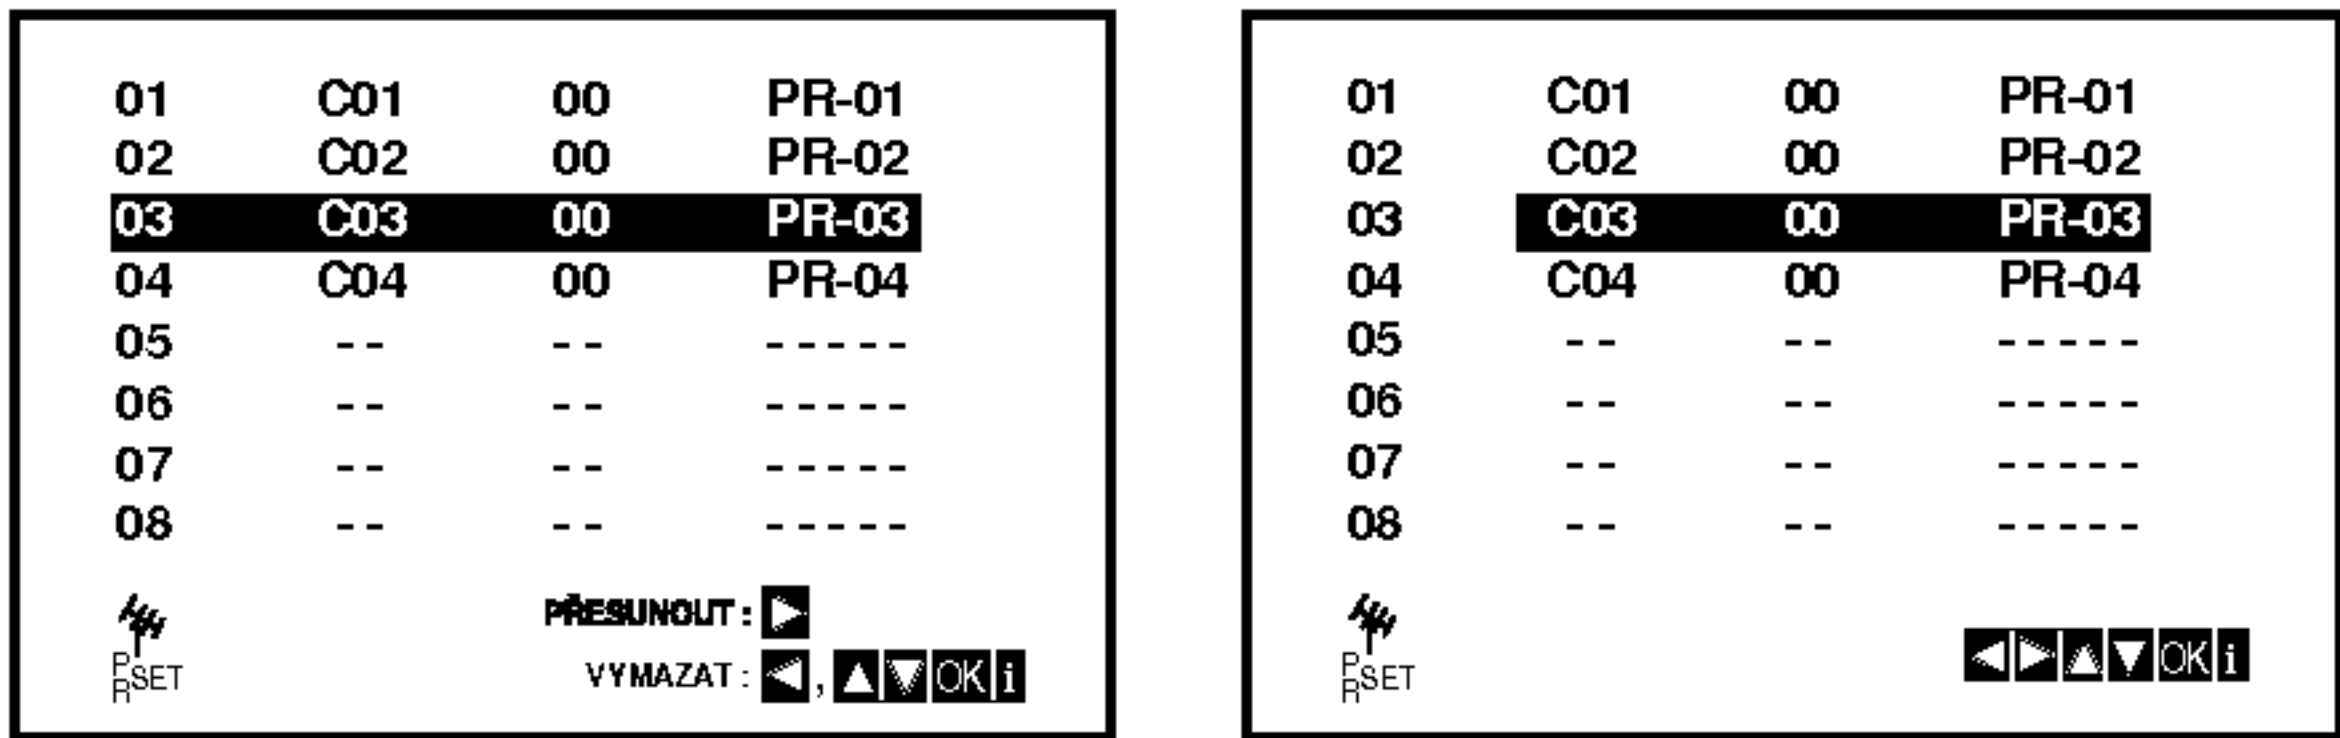 01 C01 00 PR-01
02 C02 00 PR-02
03 C03 00 PR-03
04 C04 00 PR-04
05 -- -- -----
06 -- -- -----
07 -- -- -----
08 -- -- -----
PŘESUNOUT : ▷
PR SET VYMAZAT : ◁ , △ ▽ OK i
01 C01 00 PR-01
02 C02 00 PR-02
03 C03 00 PR-03
04 C04 00 PR-04
05 -- -- -----
06 -- -- -----
07 -- -- -----
08 -- -- -----
PR SET ◁ ▷ △ ▽ OK i